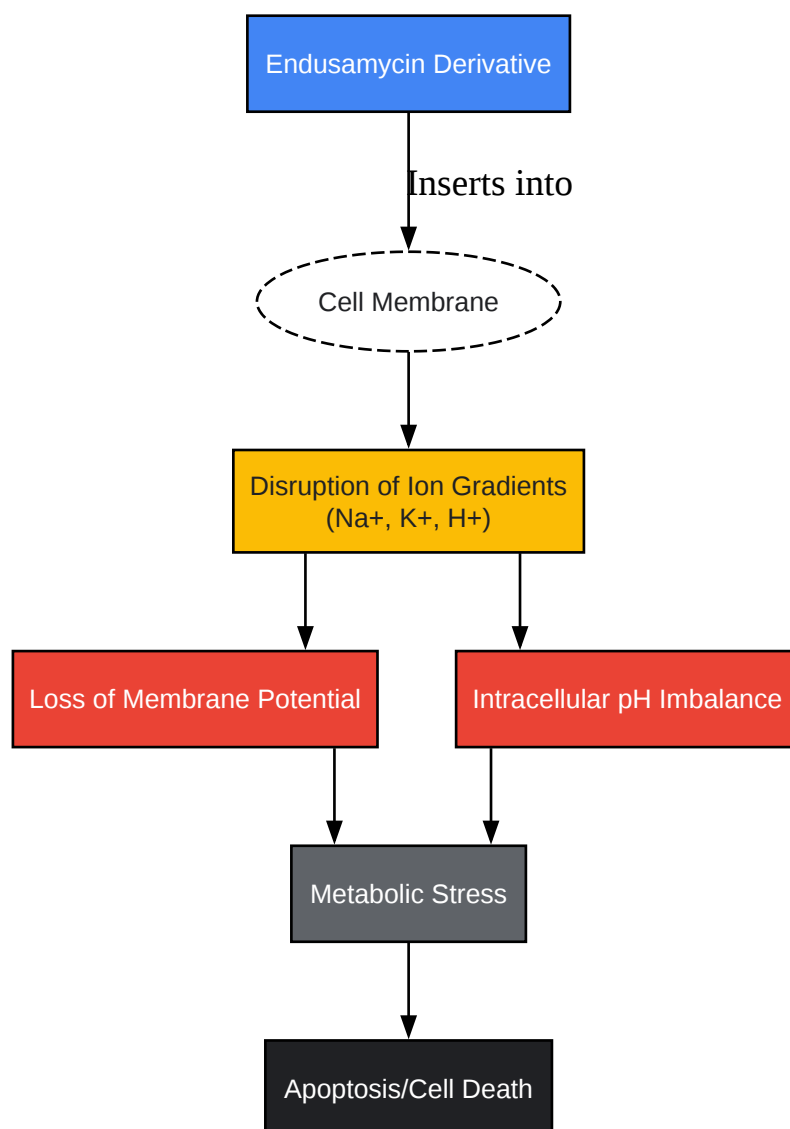 Endusamycin Derivative
Inserts into
Cell Membrane
Disruption of Ion Gradients
(Na+, K+, H+)
Loss of Membrane Potential
Intracellular pH Imbalance
Metabolic Stress
Apoptosis/Cell Death